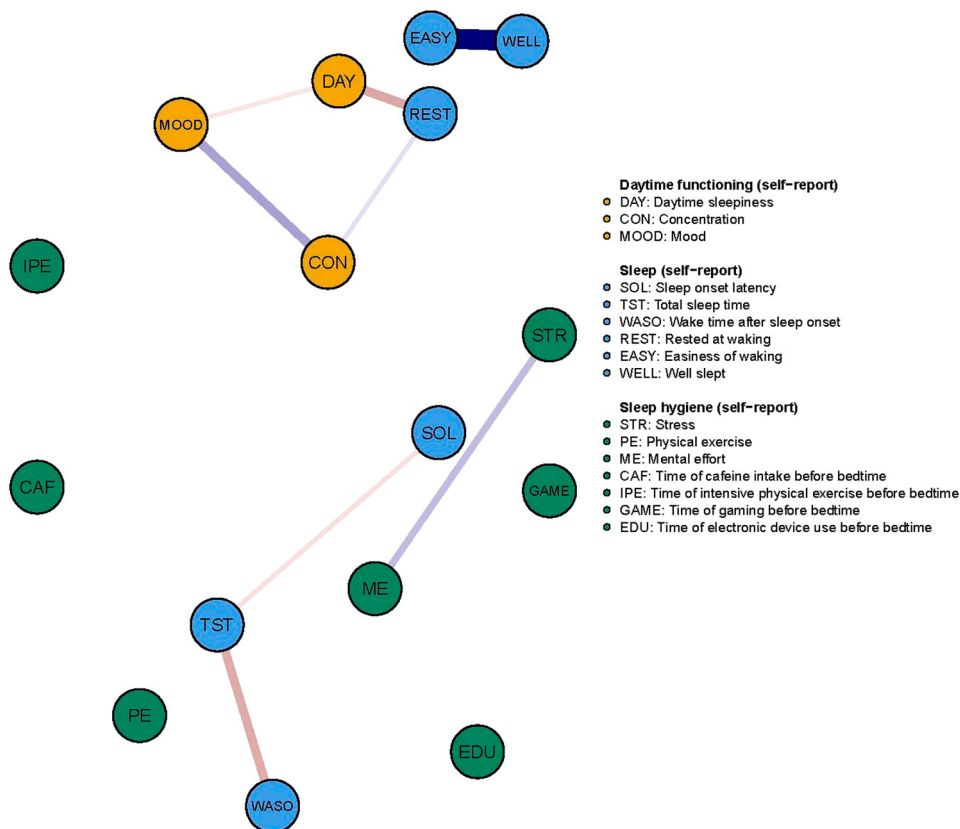 EASY
WELL
DAY
REST
MOOD
CON
IPE
STR
SOL
CAF
GAME
ME
TST
PE
EDU
WASO
Daytime functioning (self−report)
DAY: Daytime sleepiness
CON: Concentration
MOOD: Mood
Sleep (self−report)
SOL: Sleep onset latency
TST: Total sleep time
WASO: Wake time after sleep onset
REST: Rested at waking
EASY: Easiness of waking
WELL: Well slept
Sleep hygiene (self−report)
STR: Stress
PE: Physical exercise
ME: Mental effort
CAF: Time of cafeine intake before bedtime
IPE: Time of intensive physical exercise before bedtime
GAME: Time of gaming before bedtime
EDU: Time of electronic device use before bedtime